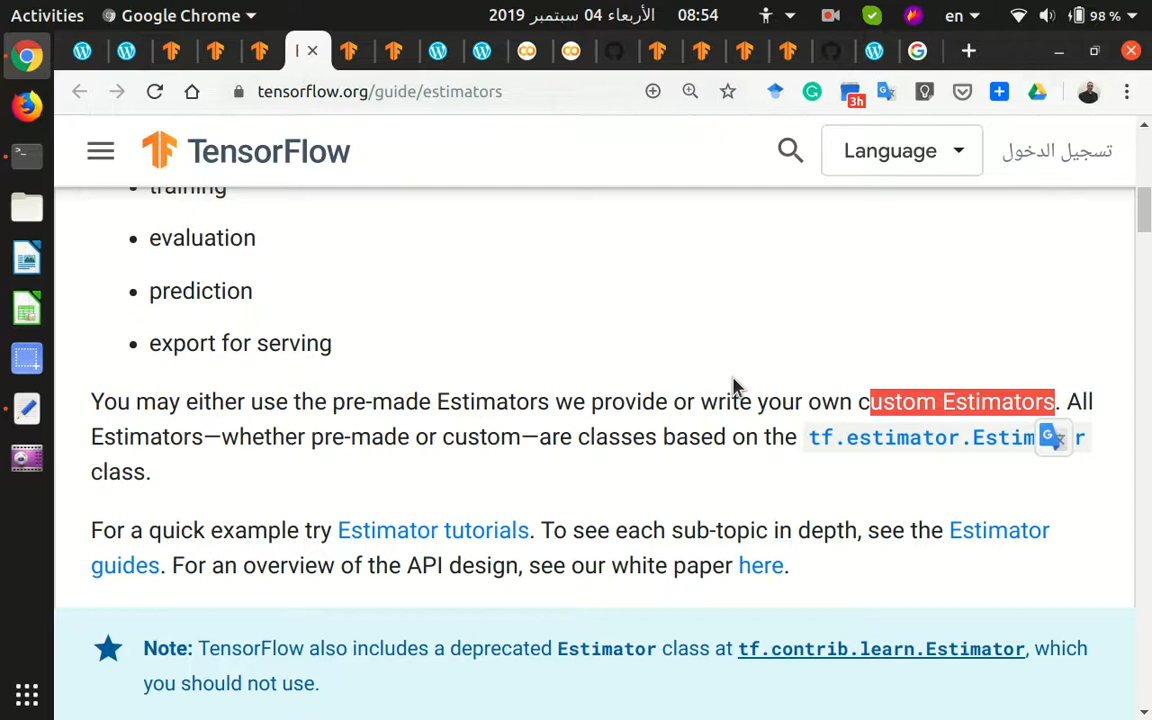 Activities
Google Chrome
الأربعاء 04 سبتمبر 2019
08:54
en
98 %
tensorflow.org/guide/estimators
3h
TensorFlow
Language
تسجيل الدخول
training
evaluation
prediction
export for serving
You may either use the pre-made Estimators we provide or write your own custom Estimators. All
Estimators—whether pre-made or custom—are classes based on the tf.estimator.Estim r
class.
For a quick example try Estimator tutorials. To see each sub-topic in depth, see the Estimator
guides. For an overview of the API design, see our white paper here.
Note: TensorFlow also includes a deprecated Estimator class at tf.contrib.learn.Estimator, which
you should not use.